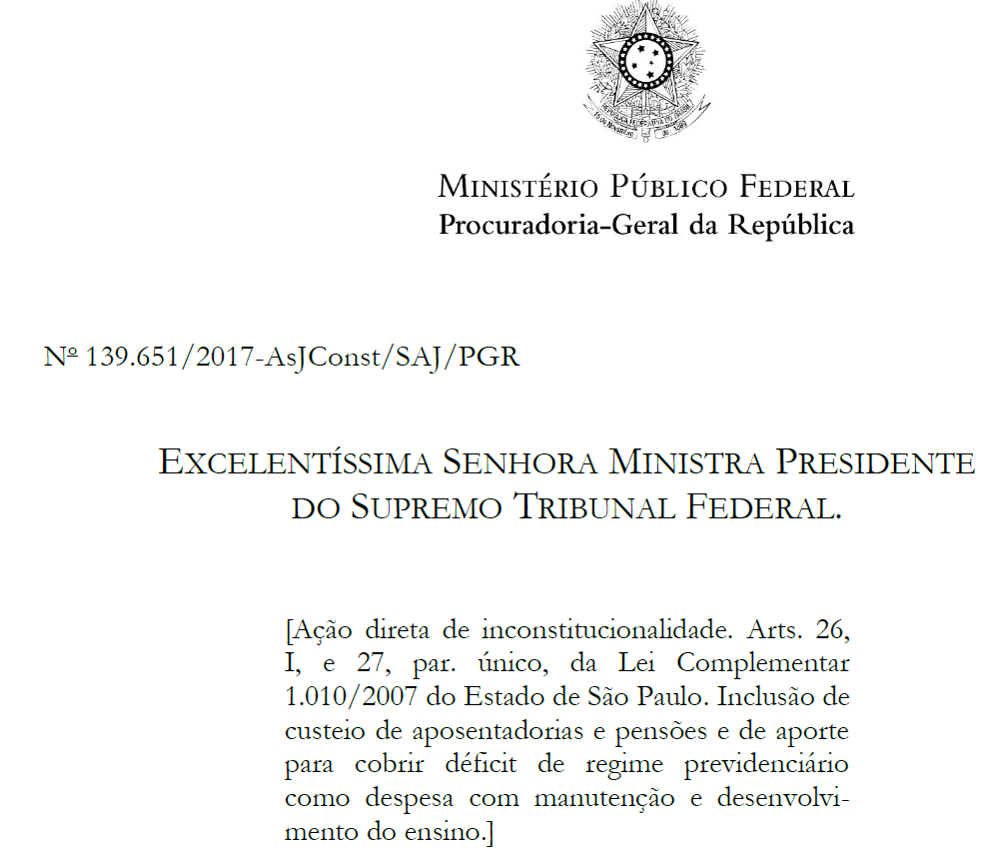 REPÚBLICA FEDERATIVA DO BRASIL
15 de Novembro de 1889
MINISTÉRIO PÚBLICO FEDERAL
Procuradoria-Geral da República
Nº 139.651/2017-AsJConst/SAJ/PGR
EXCELENTÍSSIMA SENHORA MINISTRA PRESIDENTE
DO SUPREMO TRIBUNAL FEDERAL.
[Ação direta de inconstitucionalidade. Arts. 26,
I, e 27, par. único, da Lei Complementar
1.010/2007 do Estado de São Paulo. Inclusão de
custeio de aposentadorias e pensões e de aporte
para cobrir déficit de regime previdenciário
como despesa com manutenção e desenvolvi-
mento do ensino.]